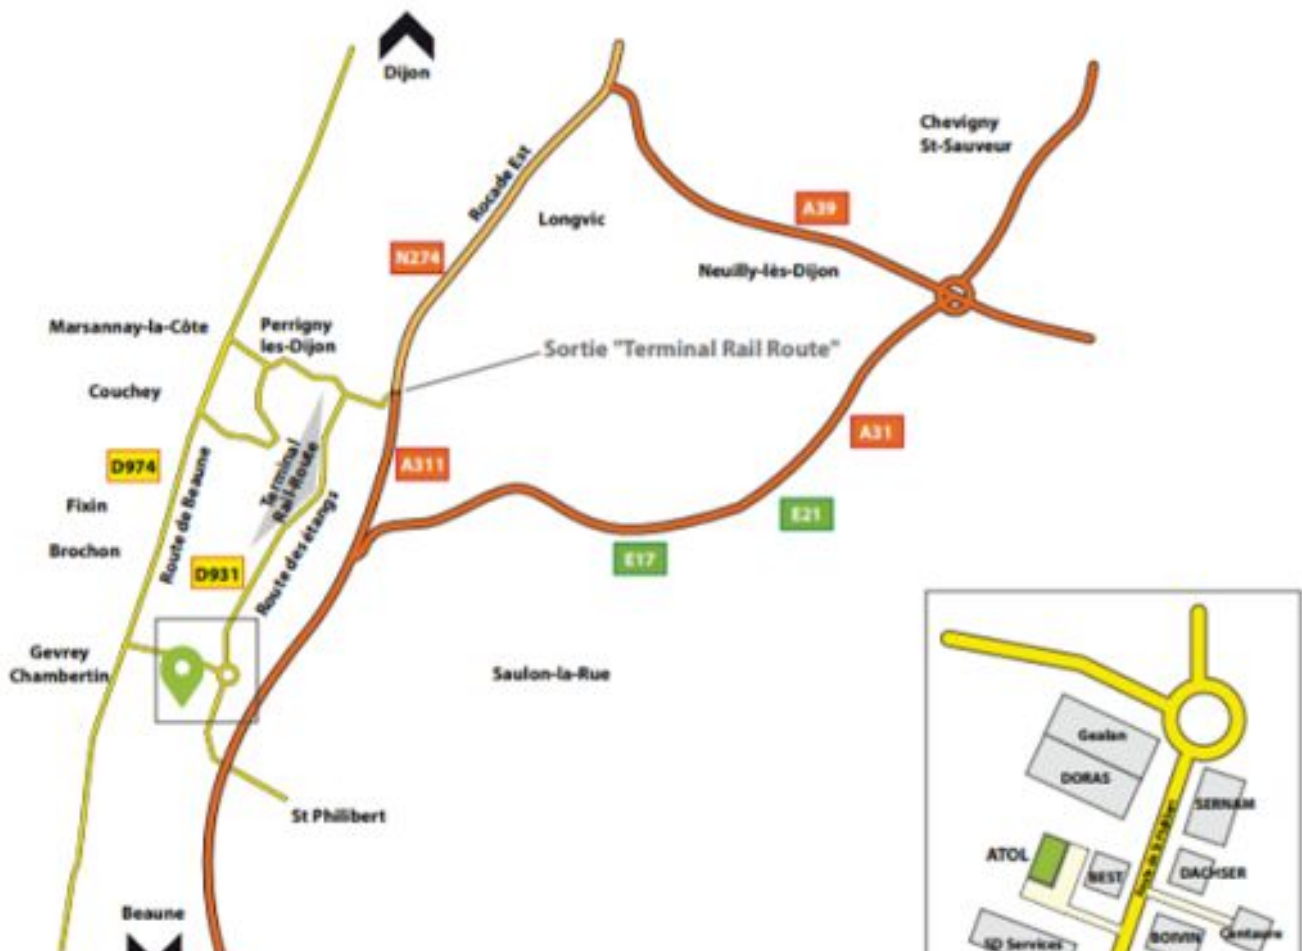 Dijon
Chevigny
St-Sauveur
Rocade Est
A39
Longvic
N274
Neuilly-lès-Dijon
Marsannay-la-Côte
Perrigny
les-Dijon
Sortie "Terminal Rail Route"
Couchey
A31
D974
Route de Beaune
Terminal
Rail-Route
A311
Fixin
E21
Brochon
D931
Route des étangs
E17
Gevrey
Chambertin
Saulon-la-Rue
St Philibert
Beaune
Gealan
DORAS
SERNAM
ATOL
BEST
DACHSER
SD Services
BOIVIN
Centaure